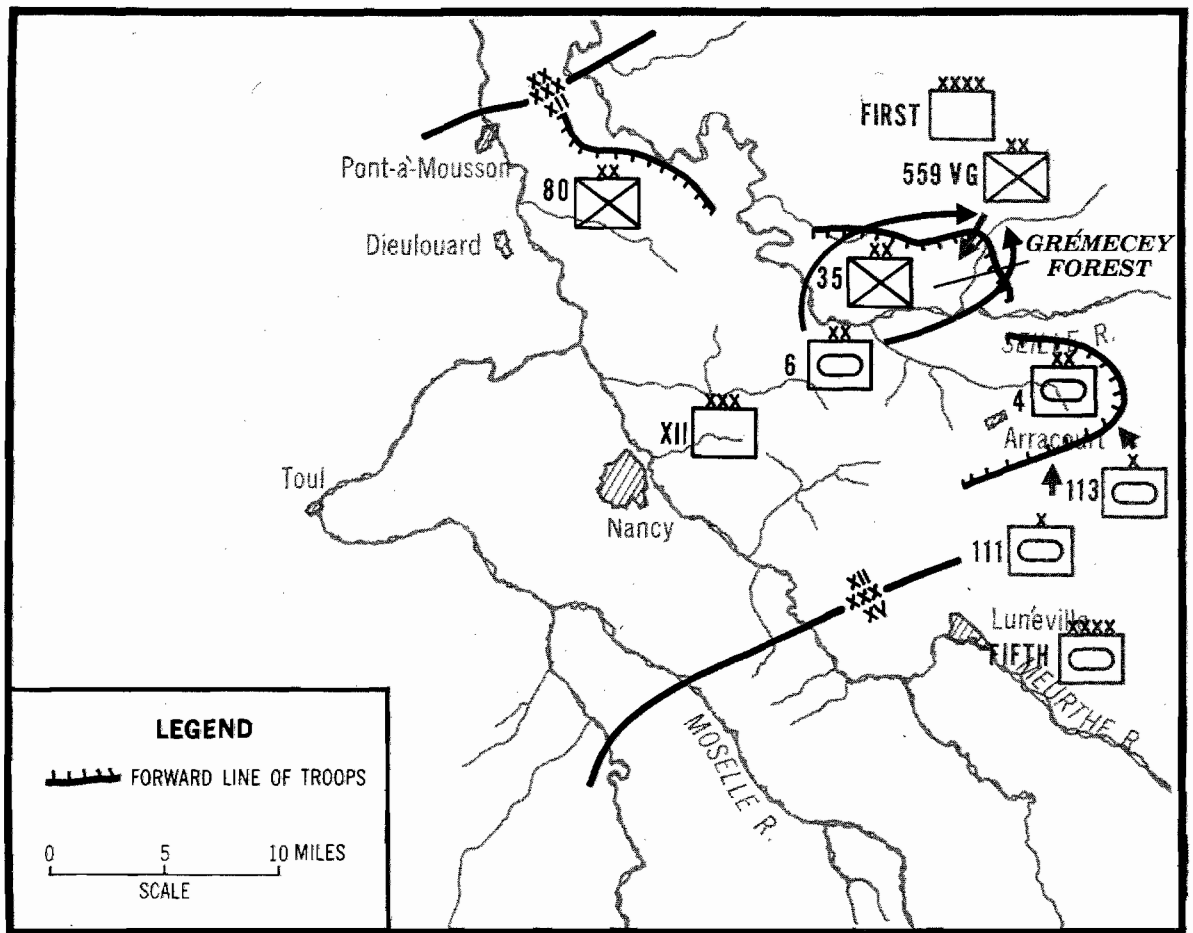 XXX
XII
XXXX
FIRST
XX
559 VG
Pont-à-Mousson
XX
80
Dieulouard
GRÉMECEY
FOREST
XX
35
SEILLE R.
XX
6
XX
4
XXX
XII
Arracourt
X
113
Toul
Nancy
X
111
XII
XXX
XV
Lunéville
XXXX
FIFTH
MEURTHE R.
MOSELLE R.
LEGEND
FORWARD LINE OF TROOPS
0 5 10 MILES
SCALE